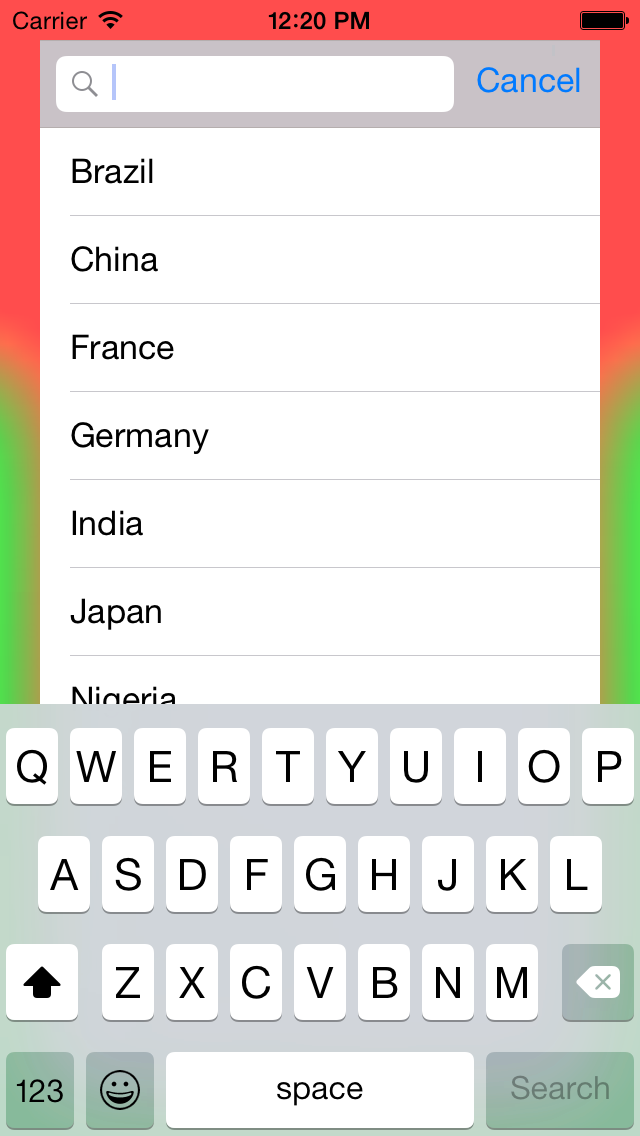 Carrier 12:20 PM
Cancel
Brazil
China
France
Germany
India
Japan
Nigeria
Q W E R T Y U I O P
A S D F G H J K L
Z X C V B N M
123 space Search